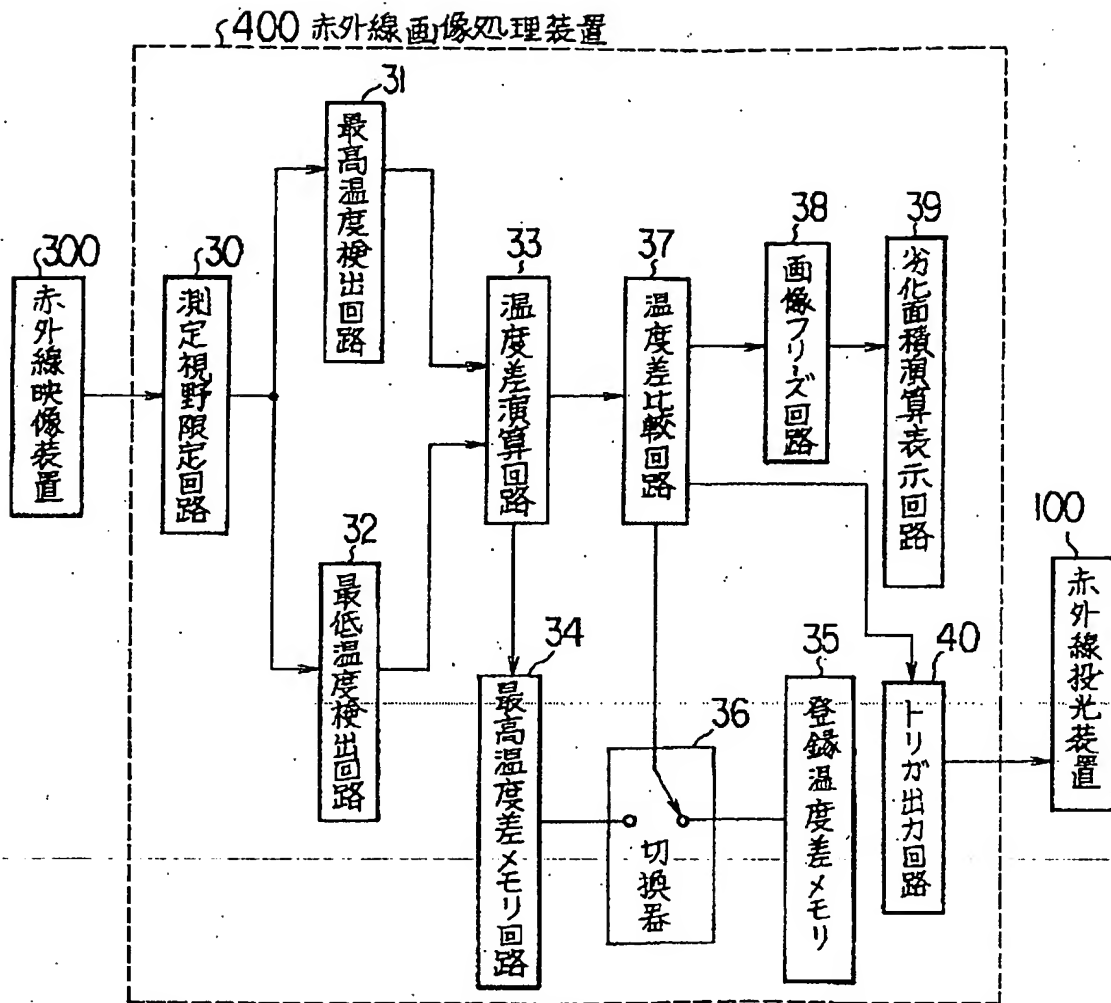 400 赤外線画像処理装置
31
最高温度検出回路
300
赤外線映像装置
30
測定視野限定回路
33
温度差演算回路
37
温度差比較回路
38
画像フリーズ回路
39
劣化面積演算表示回路
32
最低温度検出回路
34
最高温度差メモリ回路
36
切換器
35
登録温度差メモリ
40
トリガ出力回路
100
赤外線投光装置